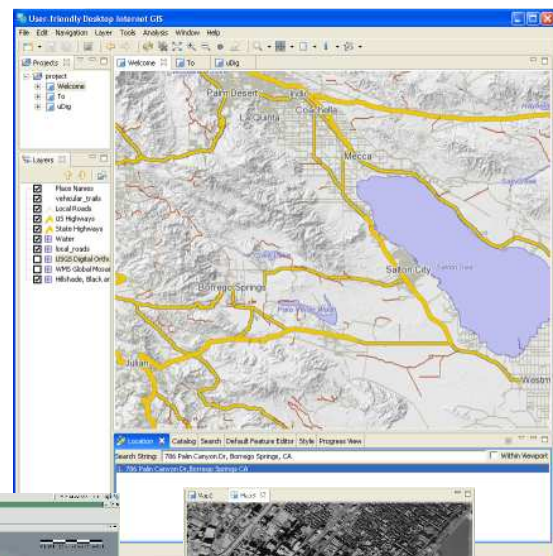 User-friendly Desktop Internet GIS
File Edit Navigation Layer Tools Analysis Window Help
Projects
Welcome To uDig
project
Welcome
To
uDig
Layers
Place Names
vehicular_trails
Local Roads
US Highways
State Highways
Water
local_roads
USGS Digital Orth
WMS Global Mosai
Hillshade, Black ar
Palm Desert
Indio
Coachella
La Quinta
Mecca
Salton City
Borrego Springs
Julian
Westm
Location Catalog Search Default Feature Editor Style Progress View
Search String: 786 Palm Canyon Dr, Borrego Springs, CA Within Viewport
1. 786 Palm Canyon Dr, Borrego Springs CA